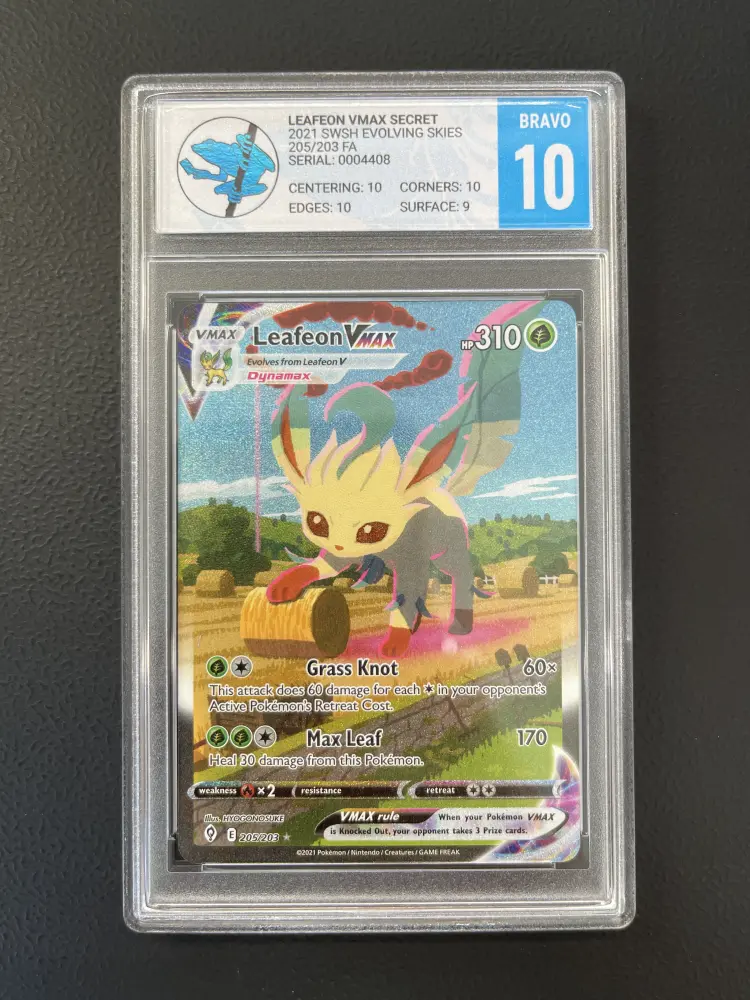 LEAFEON VMAX SECRET
2021 SWSH EVOLVING SKIES
205/203 FA
SERIAL: 0004408
CENTERING: 10 CORNERS: 10
EDGES: 10 SURFACE: 9
BRAVO
10
VMAX Leafeon VMAX HP 310
Evolves from Leafeon V
Dynamax
Grass Knot 60×
This attack does 60 damage for each in your opponent's
Active Pokémon's Retreat Cost.
Max Leaf 170
Heal 30 damage from this Pokémon.
weakness ×2 resistance retreat
Illus. HYOGONOSUKE
VMAX rule When your Pokémon VMAX
is Knocked Out, your opponent takes 3 Prize cards.
E 205/203 ★
©2021 Pokémon / Nintendo / Creatures / GAME FREAK